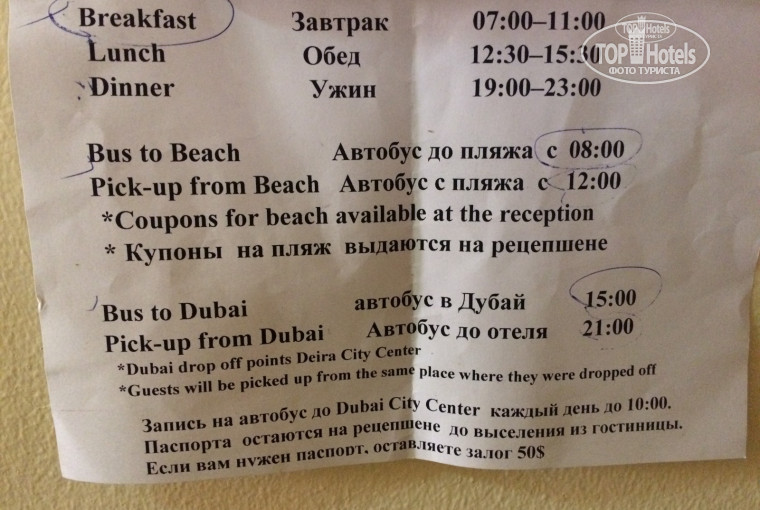 Breakfast Завтрак 07:00–11:00
Lunch Обед 12:30–15:30
Dinner Ужин 19:00–23:00
Bus to Beach Автобус до пляжа с 08:00
Pick-up from Beach Автобус с пляжа с 12:00
*Coupons for beach available at the reception
* Купоны на пляж выдаются на рецепшене
Bus to Dubai автобус в Дубай 15:00
Pick-up from Dubai Автобус до отеля 21:00
*Dubai drop off points Deira City Center
*Guests will be picked up from the same place where they were dropped off
Запись на автобус до Dubai City Center каждый день до 10:00.
Паспорта остаются на рецепшене до выселения из гостиницы.
Если вам нужен паспорт, оставляете залог 50$
TOP Hotels
ФОТО ТУРИСТА